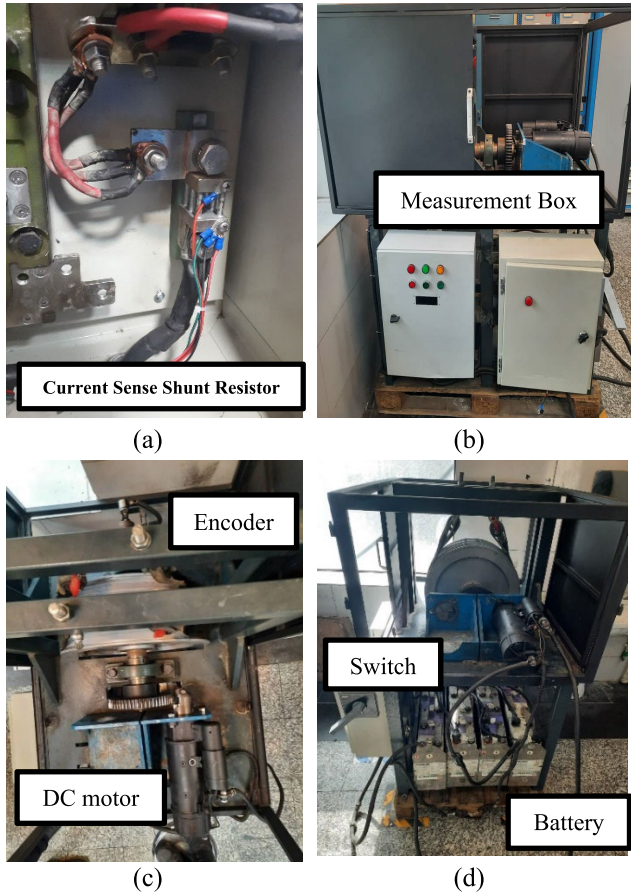 Current Sense Shunt Resistor
(a)
Measurement Box
(b)
Encoder
DC motor
(c)
Switch
Battery
(d)